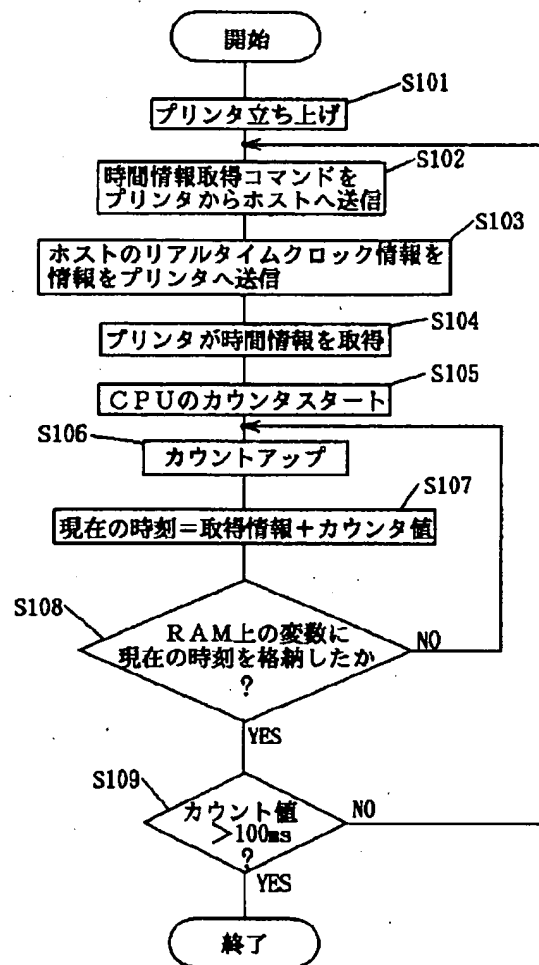 開始
S101
プリンタ立ち上げ
S102
時間情報取得コマンドを
プリンタからホストへ送信
S103
ホストのリアルタイムクロック情報を
情報をプリンタへ送信
S104
プリンタが時間情報を取得
S105
CPUのカウンタスタート
S106
カウントアップ
S107
現在の時刻=取得情報+カウンタ値
S108
RAM上の変数に
現在の時刻を格納したか
?
NO
YES
S109
カウント値
>100ms
?
NO
YES
終了